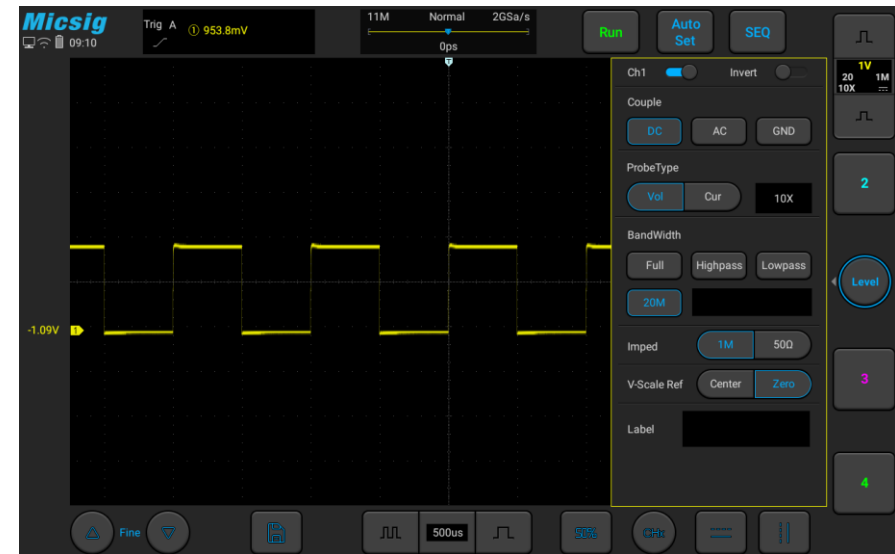 Micsig
09:10
Trig A ① 953.8mV
11M Normal 2GSa/s
0ps
T
Run
Auto
Set
SEQ
Ch1 Invert
Couple
DC AC GND
ProbeType
Vol Cur 10X
BandWidth
Full Highpass Lowpass
20M
Imped 1M 50Ω
V-Scale Ref Center Zero
Label
1V
20 1M
10X
2
Level
3
4
-1.09V 1
Fine
500us
50%
CH